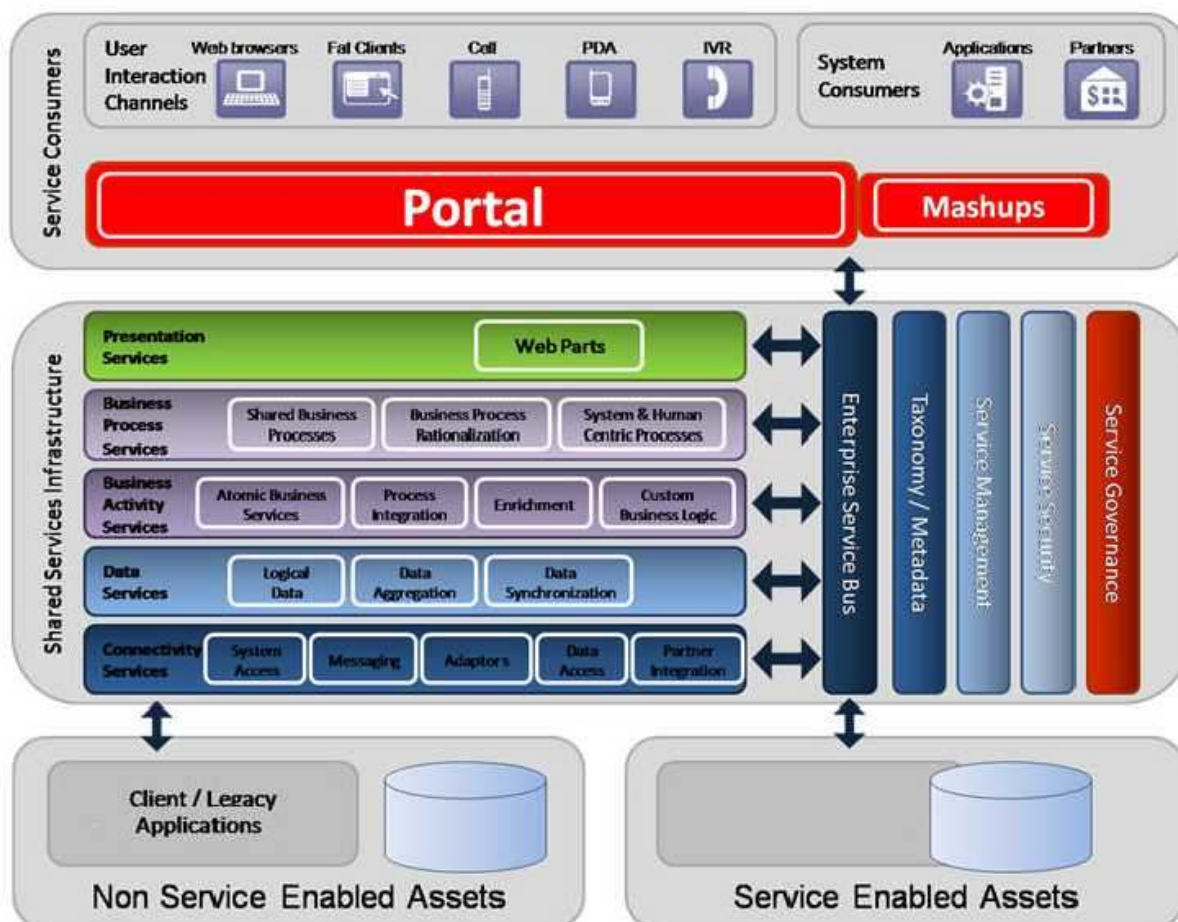 Service Consumers
User
Interaction
Channels
Web browsers
Fat Clients
Cell
PDA
IVR
System
Consumers
Applications
Partners
$
Portal
Mashups
Shared Services Infrastructure
Presentation
Services
Web Parts
Business
Process
Services
Shared Business
Processes
Business Process
Rationalization
System & Human
Centric Processes
Business
Activity
Services
Atomic Business
Services
Process
Integration
Enrichment
Custom
Business Logic
Data
Services
Logical
Data
Data
Aggregation
Data
Synchronization
Connectivity
Services
System
Access
Messaging
Adaptors
Data
Access
Partner
Integration
Enterprise Service Bus
Taxonomy / Metadata
Service Management
Service Security
Service Governance
Client / Legacy
Applications
Non Service Enabled Assets
Service Enabled Assets